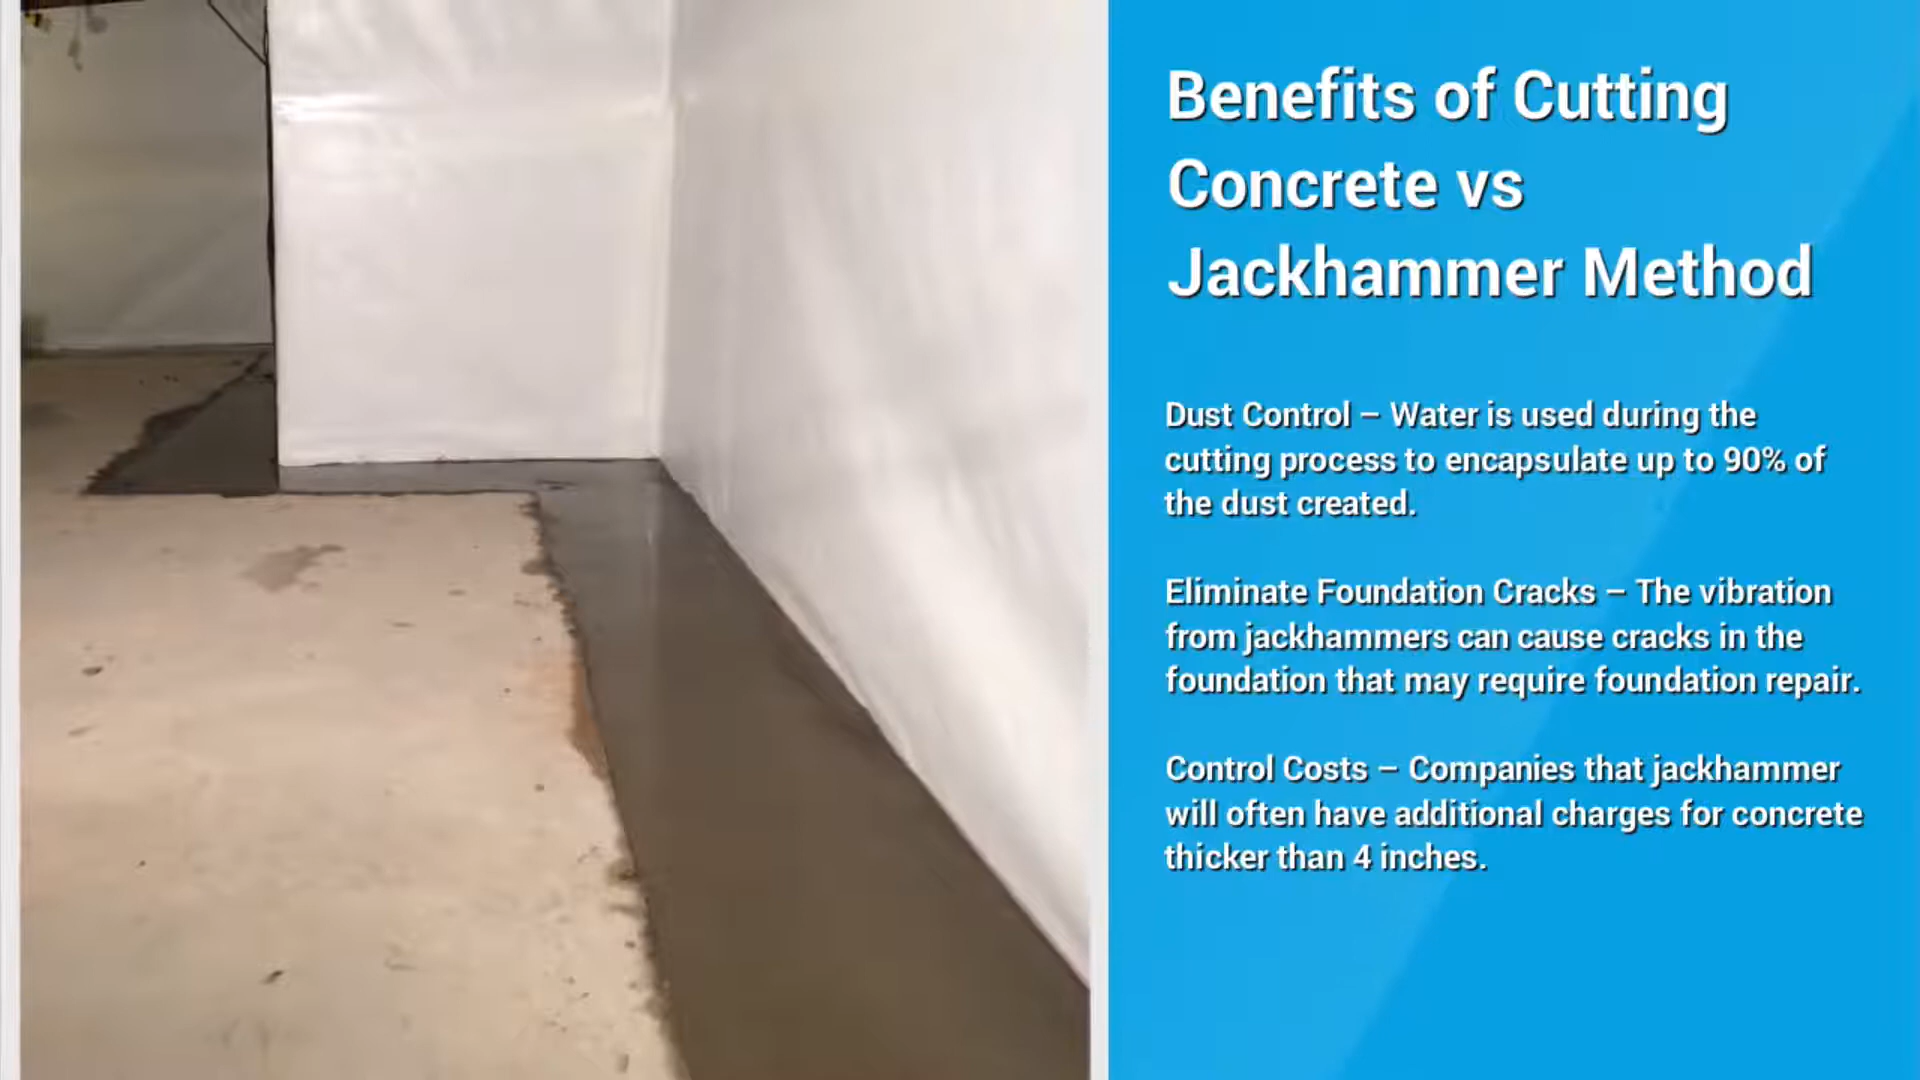 Benefits of Cutting
Concrete vs
Jackhammer Method
Dust Control – Water is used during the
cutting process to encapsulate up to 90% of
the dust created.
Eliminate Foundation Cracks – The vibration
from jackhammers can cause cracks in the
foundation that may require foundation repair.
Control Costs – Companies that jackhammer
will often have additional charges for concrete
thicker than 4 inches.